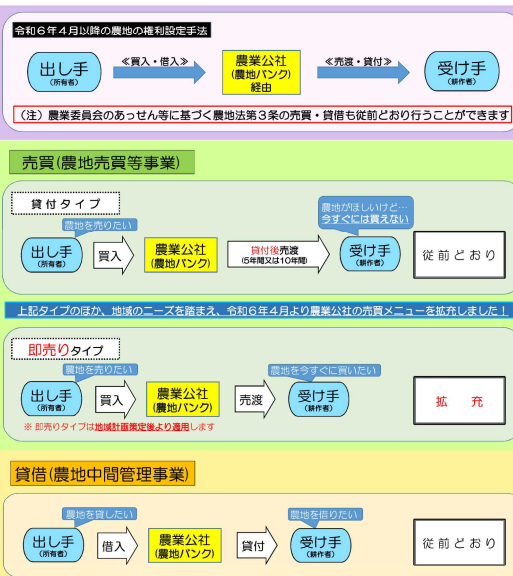 令和6年4月以降の農地の権利設定手法
出し手
(所有者)
≪買入・借入≫
農業公社
(農地バンク)
経由
≪売渡・貸付≫
受け手
(耕作者)
(注)農業委員会のあっせん等に基づく農地法第3条の売買・貸借も従前どおり行うことができます
売買(農地売買等事業)
貸付タイプ
農地を売りたい
出し手
(所有者)
買入
農業公社
(農地バンク)
貸付後売渡
(5年間又は10年間)
農地がほしいけど…
今すぐには買えない
受け手
(耕作者)
従前どおり
上記タイプのほか、地域のニーズを踏まえ、令和6年4月より農業公社の売買メニューを拡充しました!
即売りタイプ
農地を売りたい
出し手
(所有者)
買入
農業公社
(農地バンク)
売渡
農地を今すぐに買いたい
受け手
(耕作者)
拡 充
※ 即売りタイプは地域計画策定後より適用します
貸借(農地中間管理事業)
農地を貸したい
出し手
(所有者)
借入
農業公社
(農地バンク)
貸付
農地を借りたい
受け手
(耕作者)
従前どおり